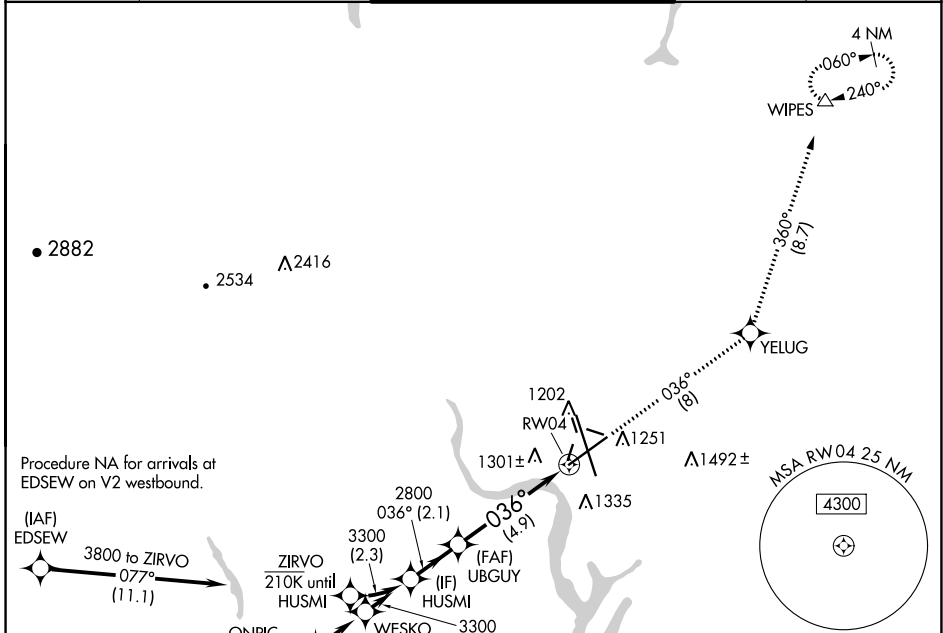 4 NM
060°
240°
WIPES
360°
(8.7)
2882
2534
2416
YELUG
036°
(8)
1202
RW04
1251
1301±
1492±
1335
MSA RW04 25 NM
4300
Procedure NA for arrivals at
EDSEW on V2 westbound.
(IAF)
EDSEW
3800 to ZIRVO
077°
(11.1)
2800
036° (2.1)
036°
(4.9)
3300
(2.3)
ZIRVO
210K until
HUSMI
(FAF)
UBGUY
(IF)
HUSMI
3300
WESKO